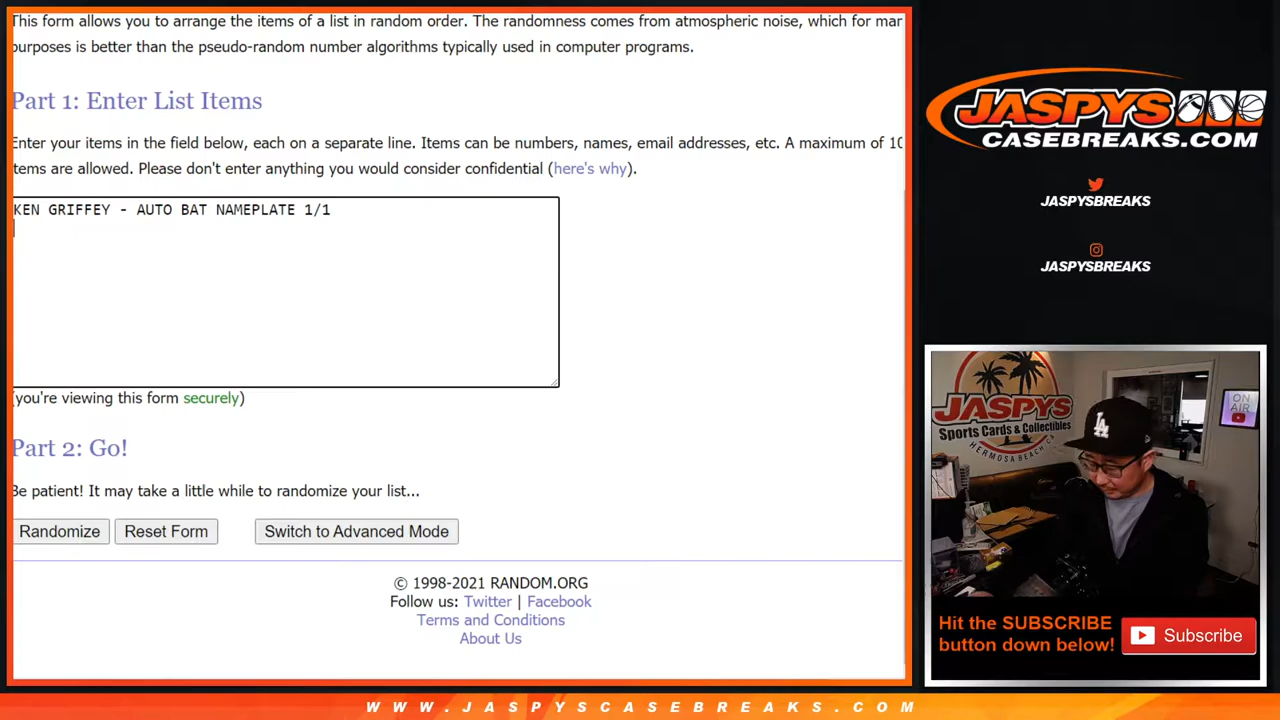 This form allows you to arrange the items of a list in random order. The randomness comes from atmospheric noise, which for mar
purposes is better than the pseudo-random number algorithms typically used in computer programs.
Part 1: Enter List Items
Enter your items in the field below, each on a separate line. Items can be numbers, names, email addresses, etc. A maximum of 10
items are allowed. Please don't enter anything you would consider confidential (here's why).
KEN GRIFFEY - AUTO BAT NAMEPLATE 1/1
(you're viewing this form securely)
Part 2: Go!
Be patient! It may take a little while to randomize your list...
Randomize Reset Form Switch to Advanced Mode
© 1998-2021 RANDOM.ORG
Follow us: Twitter | Facebook
Terms and Conditions
About Us
JASPYS
CASEBREAKS.COM
JASPYSBREAKS
JASPYSBREAKS
JASPYS
Sports Cards & Collectibles
HERMOSA BEACH, CA
ON
AIR
LA
Hit the SUBSCRIBE
button down below!
Subscribe
WWW.JASPYSCASEBREAKS.COM